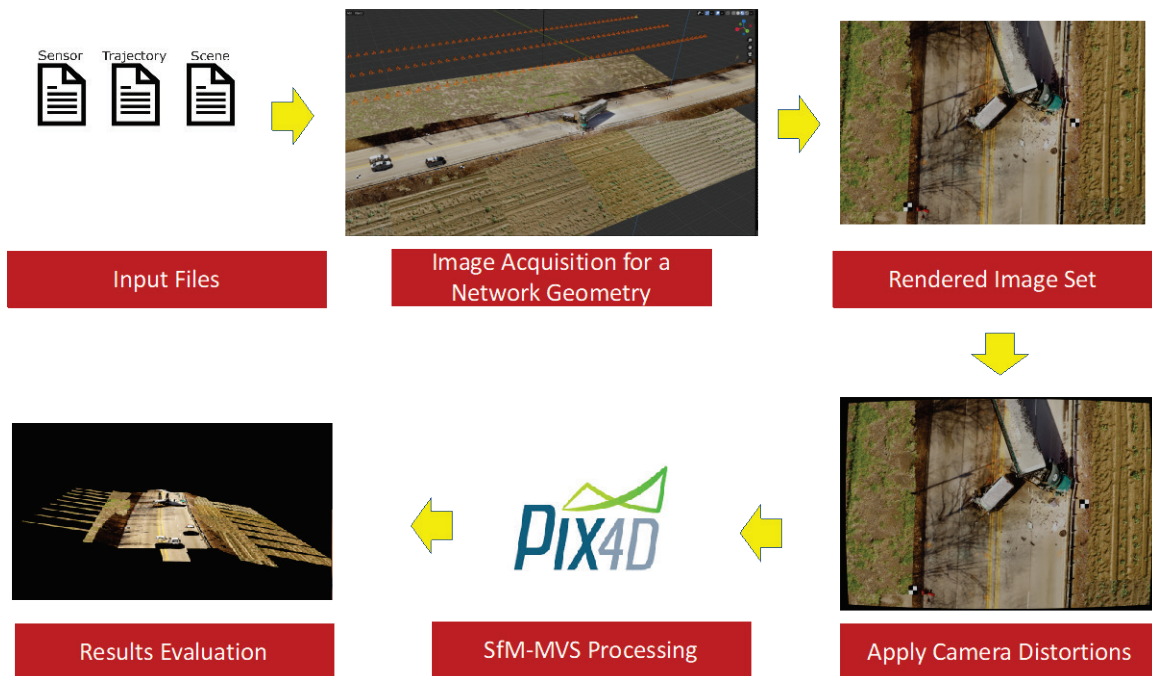 Sensor Trajectory Scene
Input Files
Image Acquisition for a
Network Geometry
Rendered Image Set
PIX4D
Results Evaluation
SfM-MVS Processing
Apply Camera Distortions